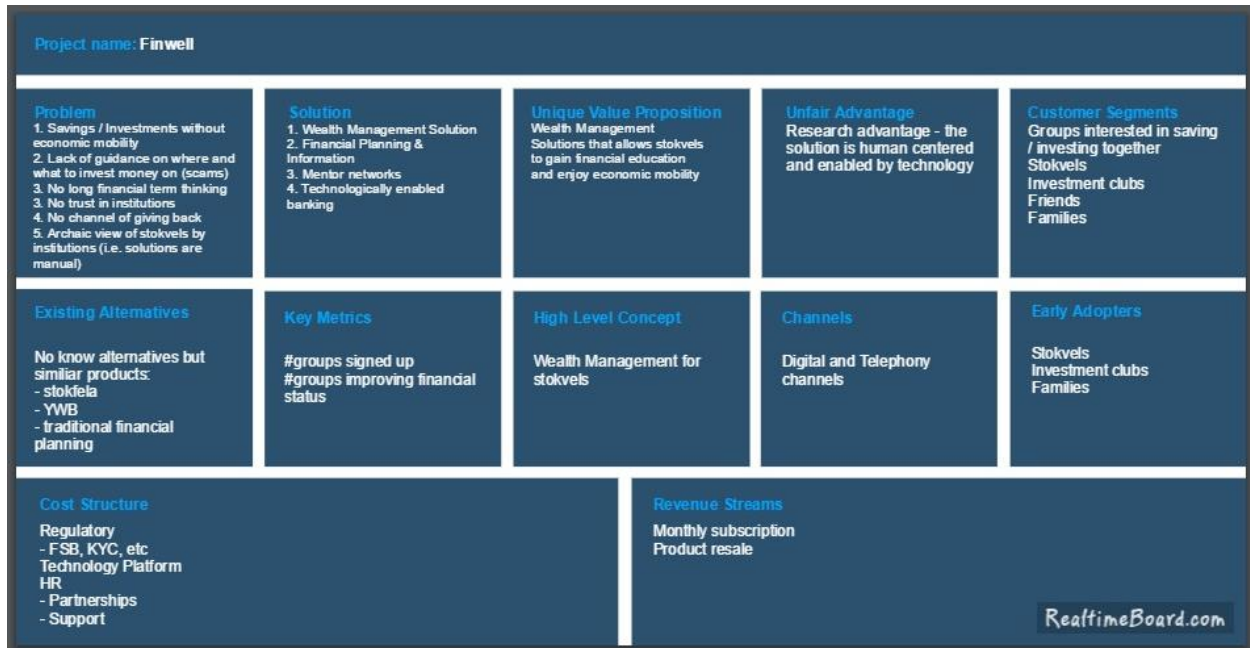 Project name: Finwell
Problem
1. Savings / Investments without
economic mobility
2. Lack of guidance on where and
what to invest money on (scams)
3. No long financial term thinking
3. No trust in institutions
4. No channel of giving back
5. Archaic view of stokvels by
institutions (i.e. solutions are
manual)
Solution
1. Wealth Management Solution
2. Financial Planning &
Information
3. Mentor networks
4. Technologically enabled
banking
Unique Value Proposition
Wealth Management
Solutions that allows stokvels
to gain financial education
and enjoy economic mobility
Unfair Advantage
Research advantage - the
solution is human centered
and enabled by technology
Customer Segments
Groups interested in saving
/ investing together
Stokvels
Investment clubs
Friends
Families
Existing Alternatives
No know alternatives but
similiar products:
- stokfela
- YWB
- traditional financial
planning
Key Metrics
#groups signed up
#groups improving financial
status
High Level Concept
Wealth Management for
stokvels
Channels
Digital and Telephony
channels
Early Adopters
Stokvels
Investment clubs
Families
Cost Structure
Regulatory
- FSB, KYC, etc
Technology Platform
HR
- Partnerships
- Support
Revenue Streams
Monthly subscription
Product resale
RealtimeBoard.com